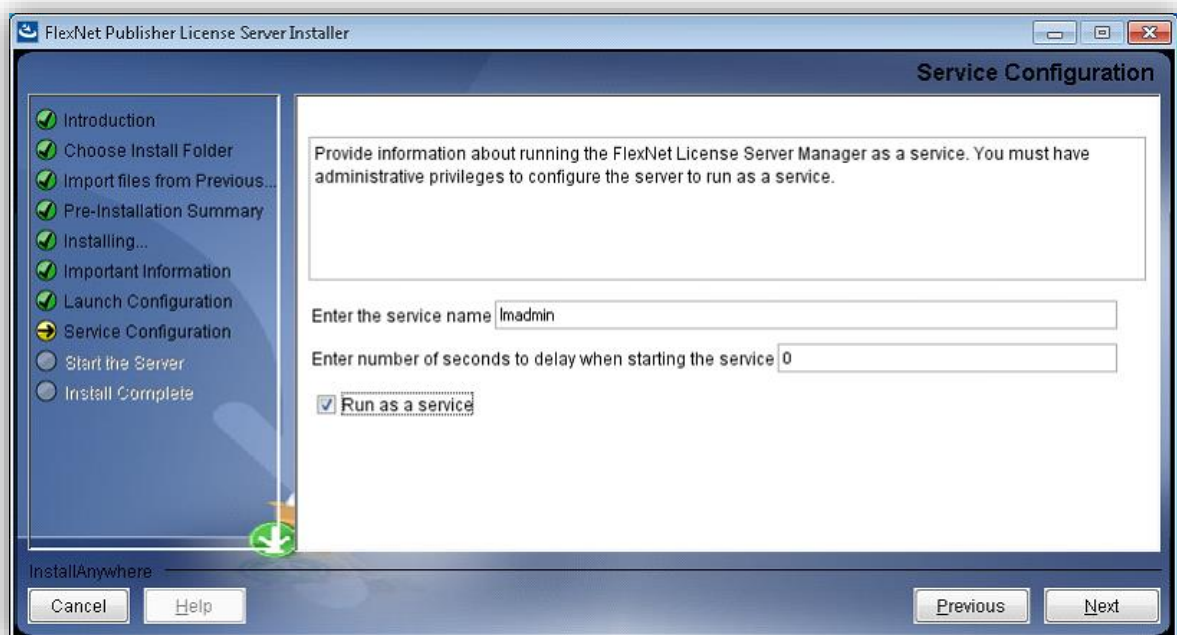 FlexNet Publisher License Server Installer
Service Configuration
Introduction
Choose Install Folder
Import files from Previous...
Pre-Installation Summary
Installing...
Important Information
Launch Configuration
Service Configuration
Start the Server
Install Complete
Provide information about running the FlexNet License Server Manager as a service. You must have
administrative privileges to configure the server to run as a service.
Enter the service name lmadmin
Enter number of seconds to delay when starting the service 0
Run as a service
InstallAnywhere
Cancel Help Previous Next